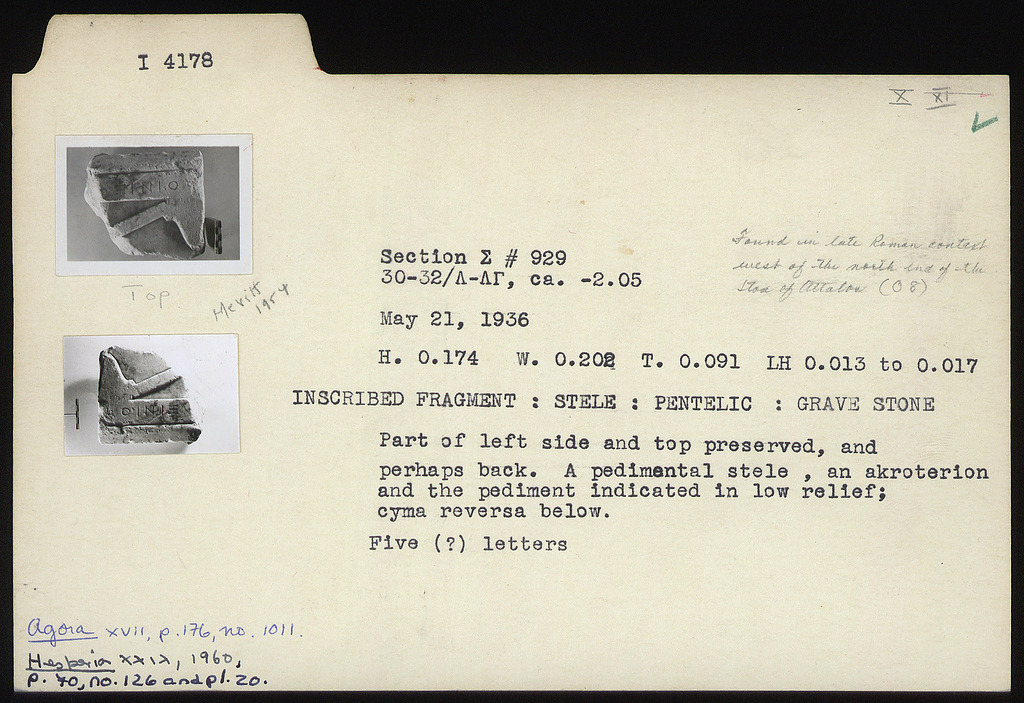 I 4178
X XI
Top
Meritt
1954
Found in late Roman context
west of the north end of the
Stoa of Attalos (O 8)
Section Σ # 929
30-32/Λ-ΛΓ, ca. -2.05
May 21, 1936
H. 0.174 W. 0.202 T. 0.091 LH 0.013 to 0.017
INSCRIBED FRAGMENT : STELE : PENTELIC : GRAVE STONE
Part of left side and top preserved, and
perhaps back. A pedimental stele , an akroterion
and the pediment indicated in low relief;
cyma reversa below.
Five (?) letters
Agora XVII, p. 176, no. 1011.
Hesperia XXIX, 1960,
p. 70, no. 126 and pl. 20.